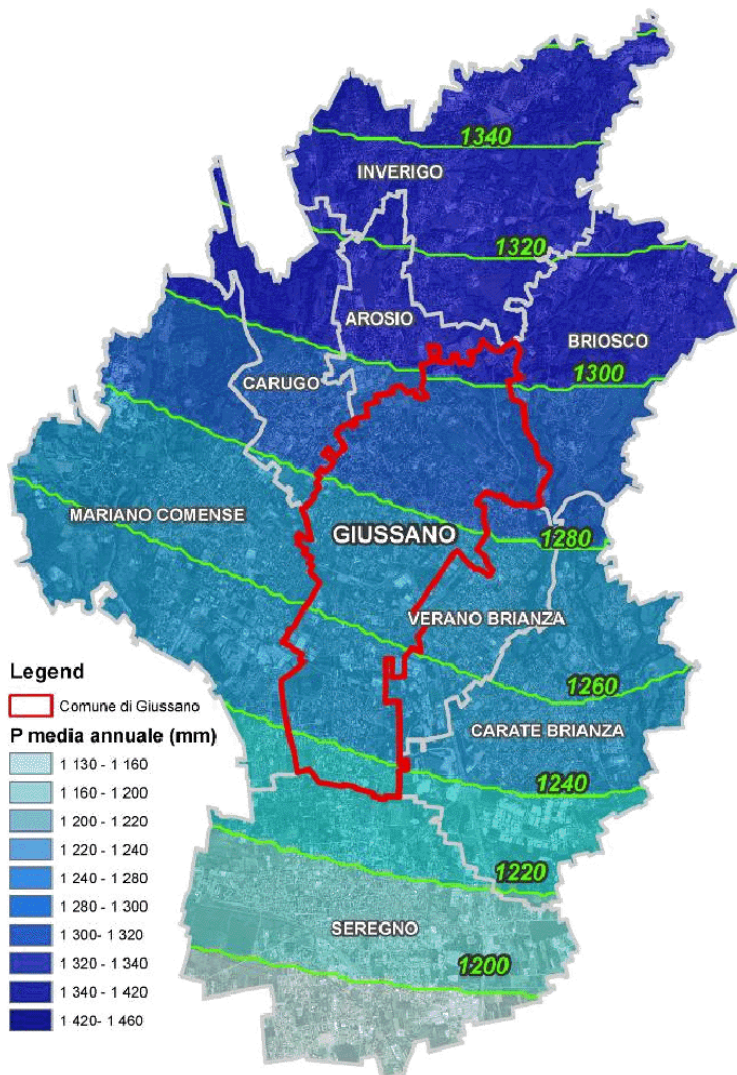 1340
INVERIGO
1320
AROSIO
BRIOSCO
1300
CARUGO
MARIANO COMENSE
GIUSSANO
1280
VERANO BRIANZA
1260
CARATE BRIANZA
1240
1220
SEREGNO
1200
Legend
Comune di Giussano
P media annuale (mm)
1 130 - 1 160
1 160 - 1 200
1 200 - 1 220
1 220 - 1 240
1 240 - 1 280
1 280 - 1 300
1 300- 1 320
1 320 - 1 340
1 340 - 1 420
1 420- 1 460